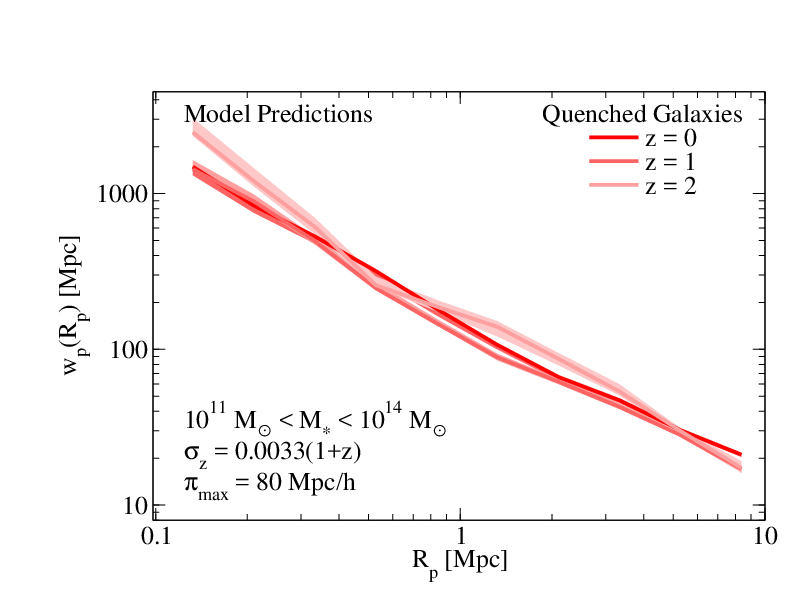 Model Predictions
Quenched Galaxies
z = 0
z = 1
z = 2
1000
100
10
w_p(R_p) [Mpc]
10^11 M_⊙ < M_* < 10^14 M_⊙
σ_z = 0.0033(1+z)
π_max = 80 Mpc/h
0.1
1
10
R_p [Mpc]